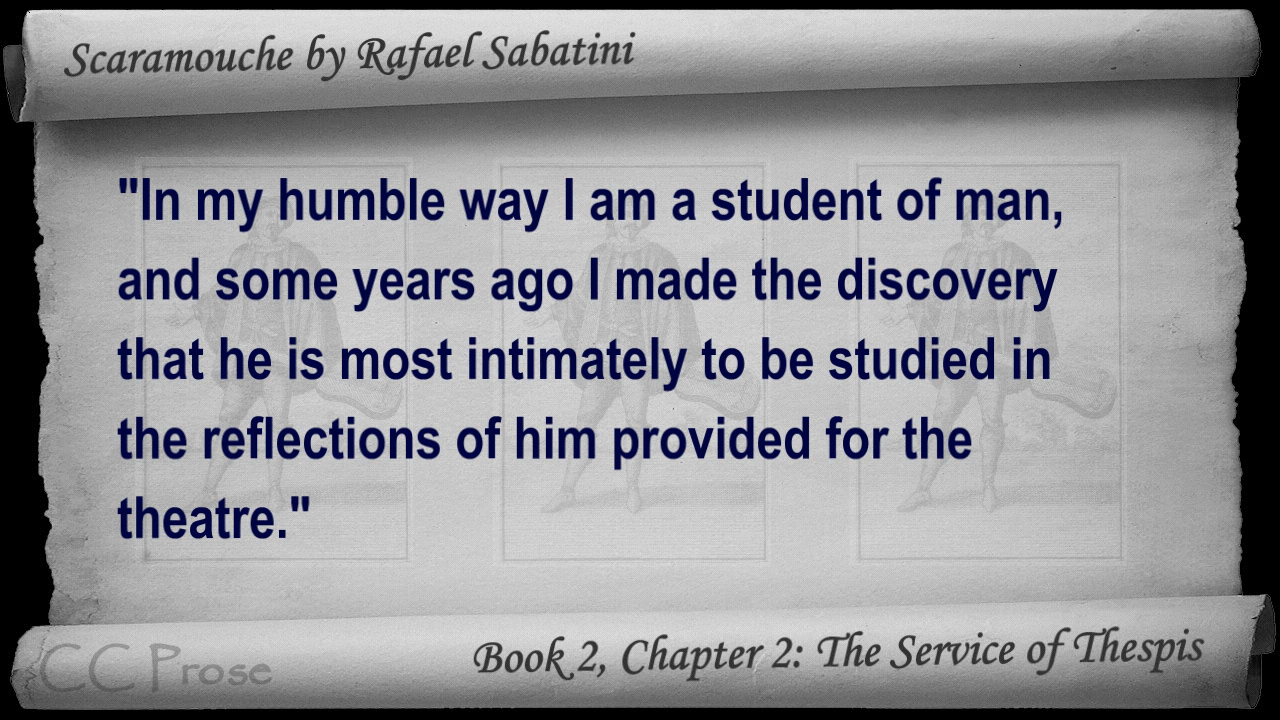 Scaramouche by Rafael Sabatini
"In my humble way I am a student of man,
and some years ago I made the discovery
that he is most intimately to be studied in
the reflections of him provided for the
theatre."
Book 2, Chapter 2: The Service of Thespis
CC Prose